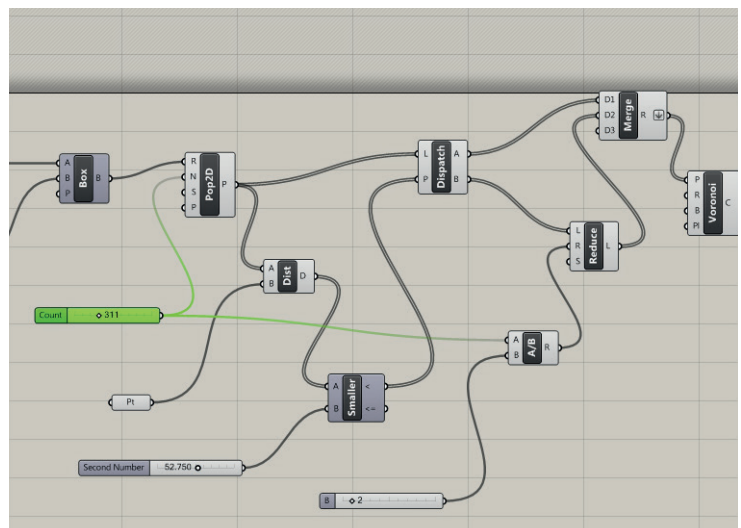 A
B
P
Box
B
R
N
S
P
Pop2D
P
L
P
Dispatch
A
B
D1
D2
D3
Merge
R
P
R
B
Pl
Voronoi
C
L
R
S
Reduce
L
A
B
Dist
D
Count 311
A
B
A/B
R
Pt
A
B
Smaller
<
<=
Second Number 52.750
B 2